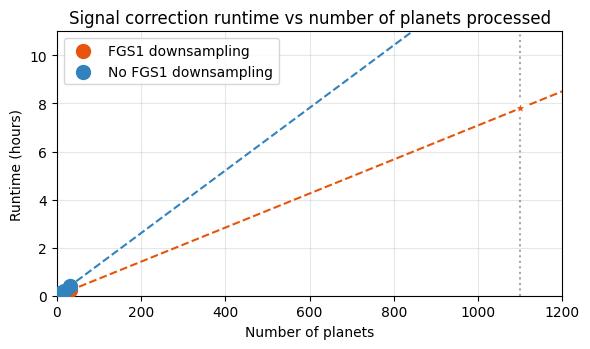 Signal correction runtime vs number of planets processed
FGS1 downsampling
No FGS1 downsampling
Runtime (hours)
10
8
6
4
2
0
0 200 400 600 800 1000 1200
Number of planets